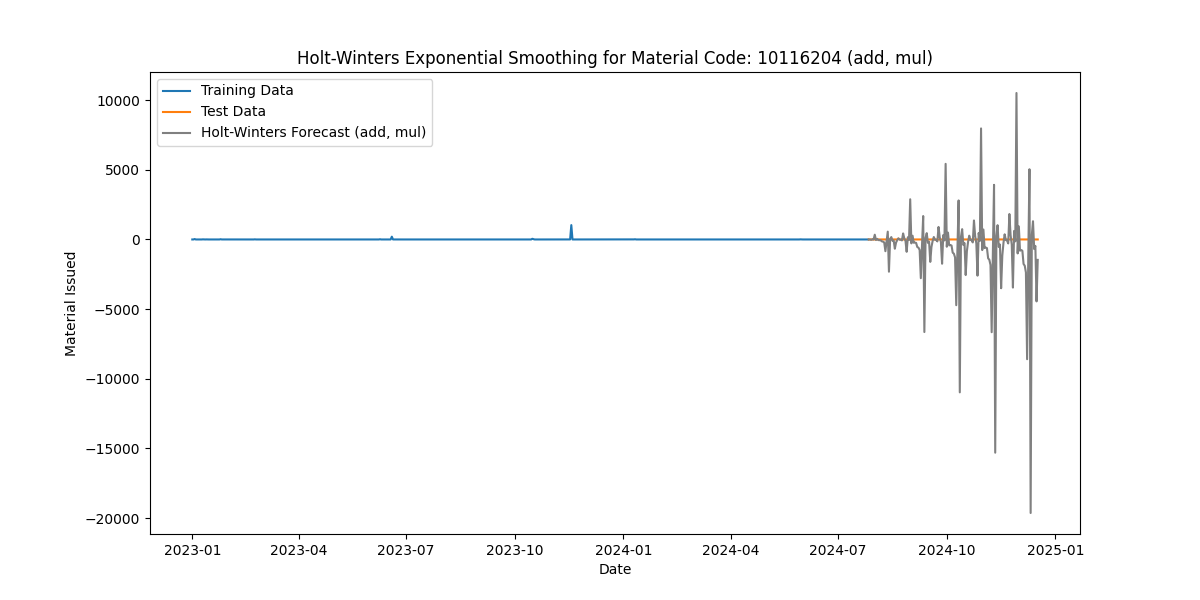 Holt-Winters Exponential Smoothing for Material Code: 10116204 (add, mul)
Training Data
Test Data
Holt-Winters Forecast (add, mul)
Material Issued
10000
5000
0
−5000
−10000
−15000
−20000
2023-01 2023-04 2023-07 2023-10 2024-01 2024-04 2024-07 2024-10 2025-01
Date